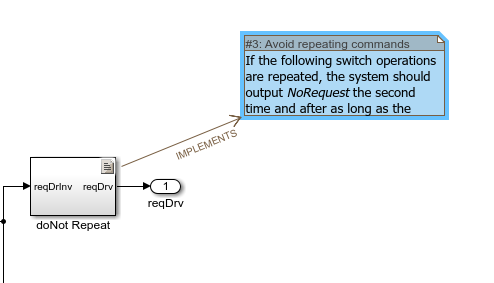 #3: Avoid repeating commands
If the following switch operations
are repeated, the system should
output NoRequest the second
time and after as long as the
IMPLEMENTS
reqDrInv
reqDrv
1
doNot Repeat
reqDrv